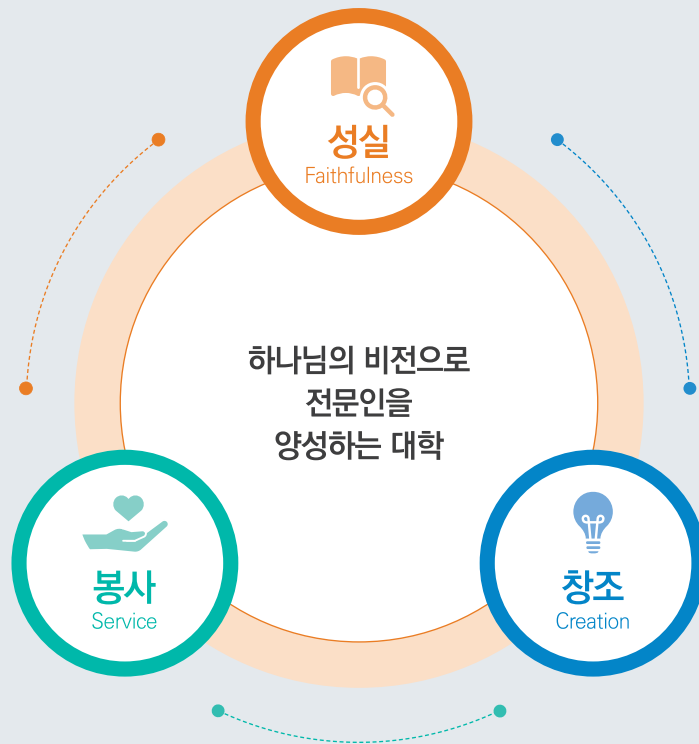 성실
Faithfulness
하나님의 비전으로
전문인을
양성하는 대학
봉사
Service
창조
Creation